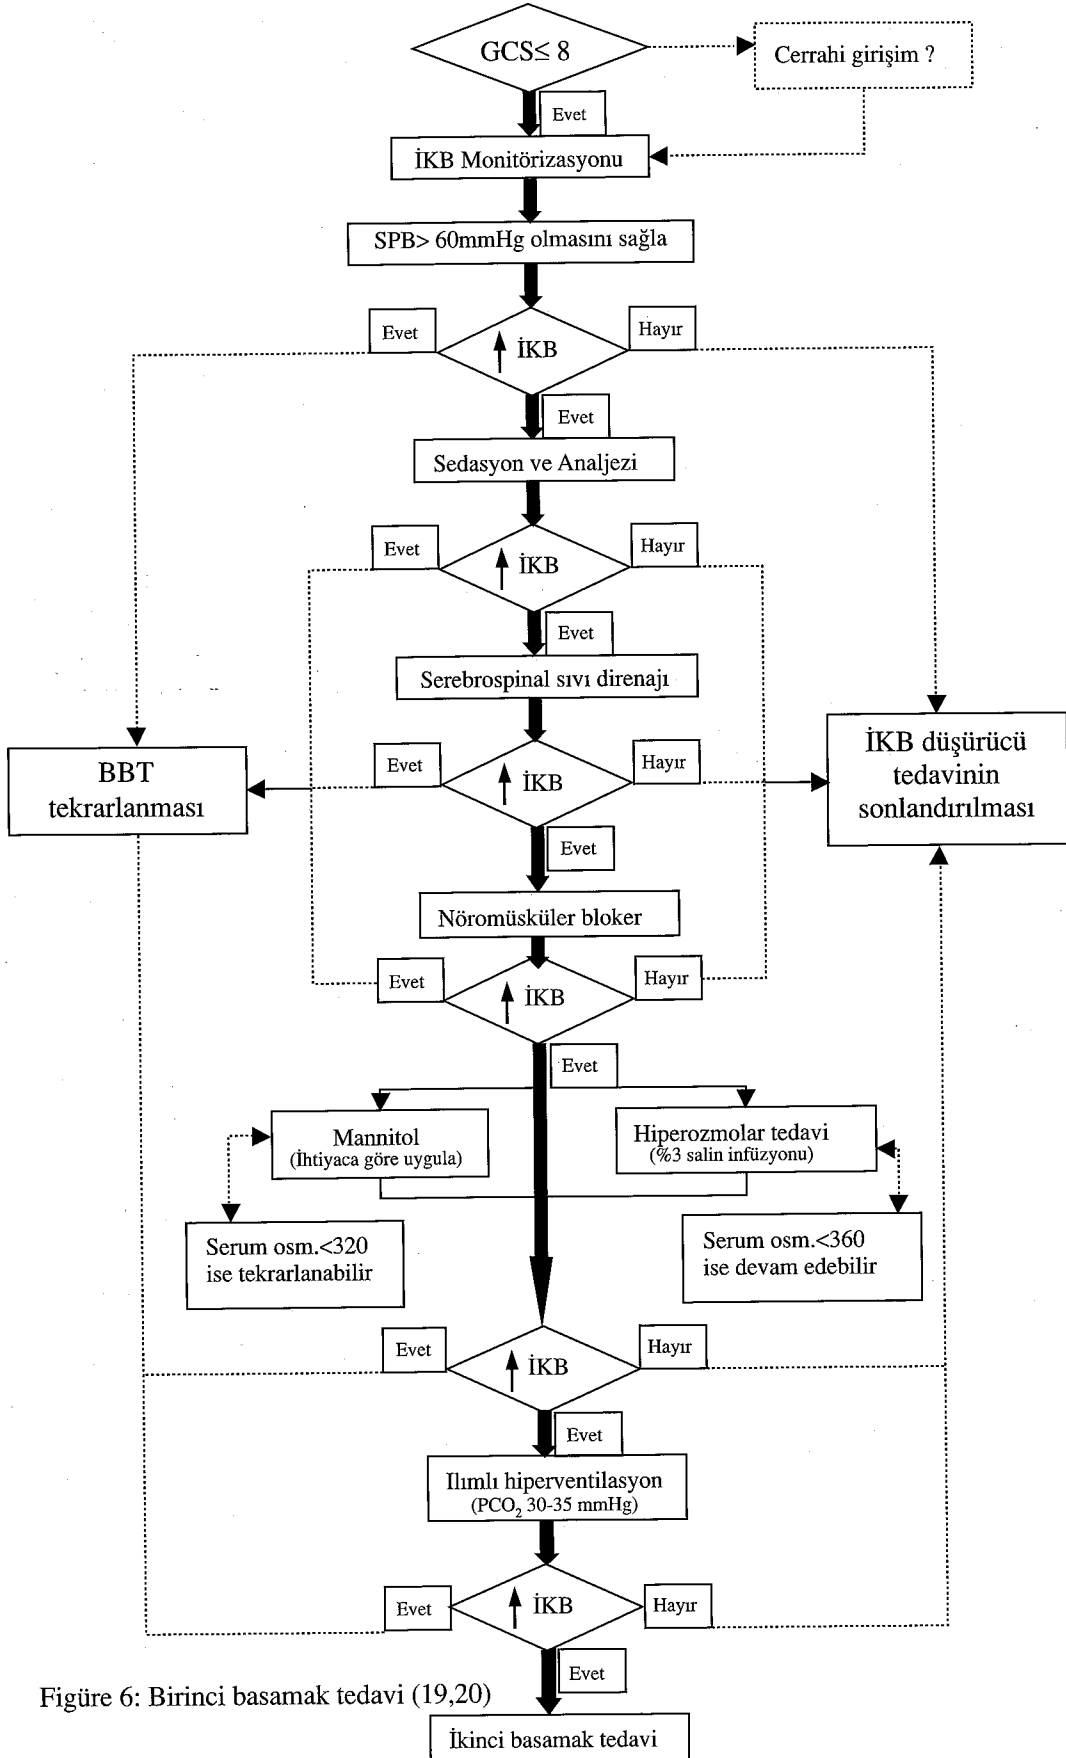 GCS≤ 8
Cerrahi girişim ?
Evet
İKB Monitörizasyonu
SPB> 60mmHg olmasını sağla
Evet
İKB
Hayır
Evet
Sedasyon ve Analjezi
Evet
İKB
Hayır
Evet
Serebrospinal sıvı direnajı
Evet
İKB
Hayır
BBT
tekrarlanması
İKB düşürücü
tedavinin
sonlandırılması
Evet
Nöromüsküler bloker
Evet
İKB
Hayır
Evet
Mannitol
(İhtiyaca göre uygula)
Hiperozmolar tedavi
(%3 salin infüzyonu)
Serum osm.<320
ise tekrarlanabilir
Serum osm.<360
ise devam edebilir
Evet
İKB
Hayır
Evet
Ilımlı hiperventilasyon
(PCO₂ 30-35 mmHg)
Evet
İKB
Hayır
Evet
Figüre 6: Birinci basamak tedavi (19,20)
İkinci basamak tedavi